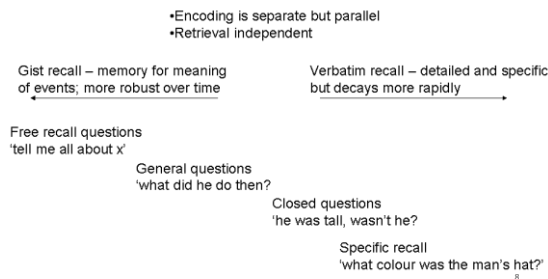 •Encoding is separate but parallel
•Retrieval independent
Gist recall – memory for meaning
of events; more robust over time
Verbatim recall – detailed and specific
but decays more rapidly
Free recall questions
‘tell me all about x’
General questions
‘what did he do then?
Closed questions
‘he was tall, wasn’t he?
Specific recall
‘what colour was the man’s hat?’
8